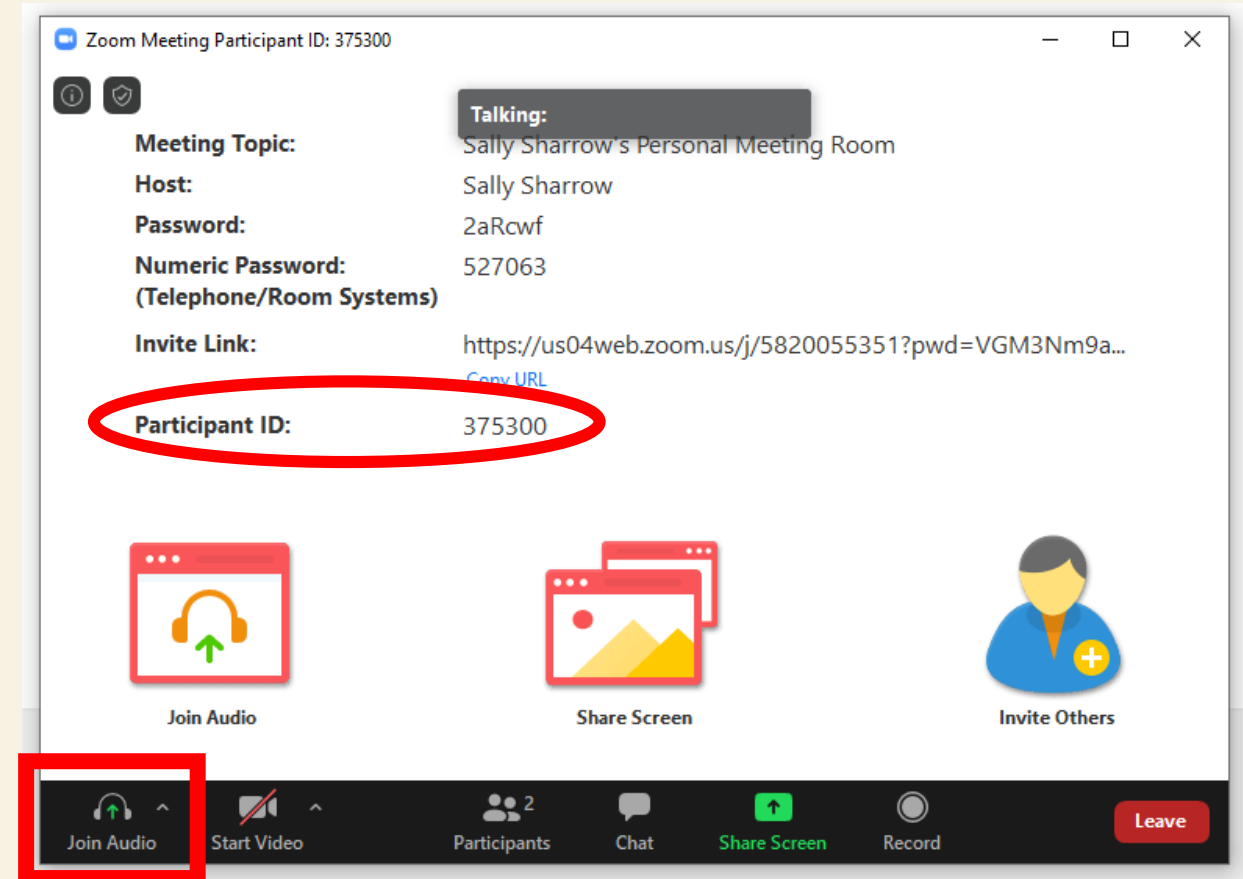 Zoom Meeting Participant ID: 375300
Talking:
Meeting Topic: Sally Sharrow's Personal Meeting Room
Host: Sally Sharrow
Password: 2aRcwf
Numeric Password: 527063
(Telephone/Room Systems)
Invite Link: https://us04web.zoom.us/j/5820055351?pwd=VGM3Nm9a...
Copy URL
Participant ID: 375300
Join Audio Share Screen Invite Others
2
Join Audio Start Video Participants Chat Share Screen Record Leave